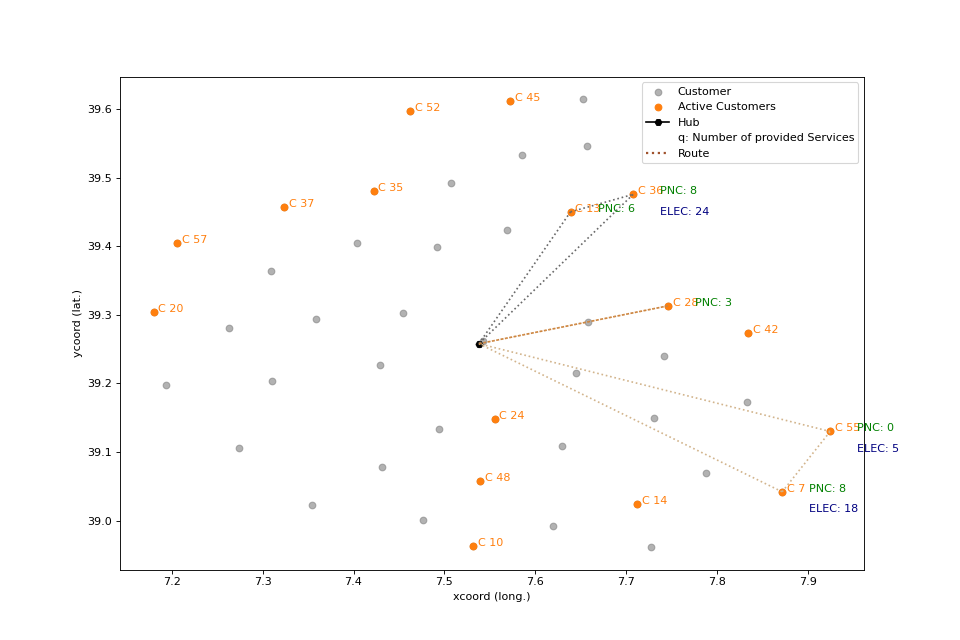 Customer
Active Customers
Hub
q: Number of provided Services
Route
C 45
C 52
C 36 PNC: 8
C 35
C 37
C 13 PNC: 6
ELEC: 24
C 57
C 20
C 28 PNC: 3
C 42
C 24
C 55 PNC: 0
ELEC: 5
C 48
C 7 PNC: 8
C 14
ELEC: 18
C 10
39.6
39.5
39.4
39.3
39.2
39.1
39.0
ycoord (lat.)
7.2 7.3 7.4 7.5 7.6 7.7 7.8 7.9
xcoord (long.)